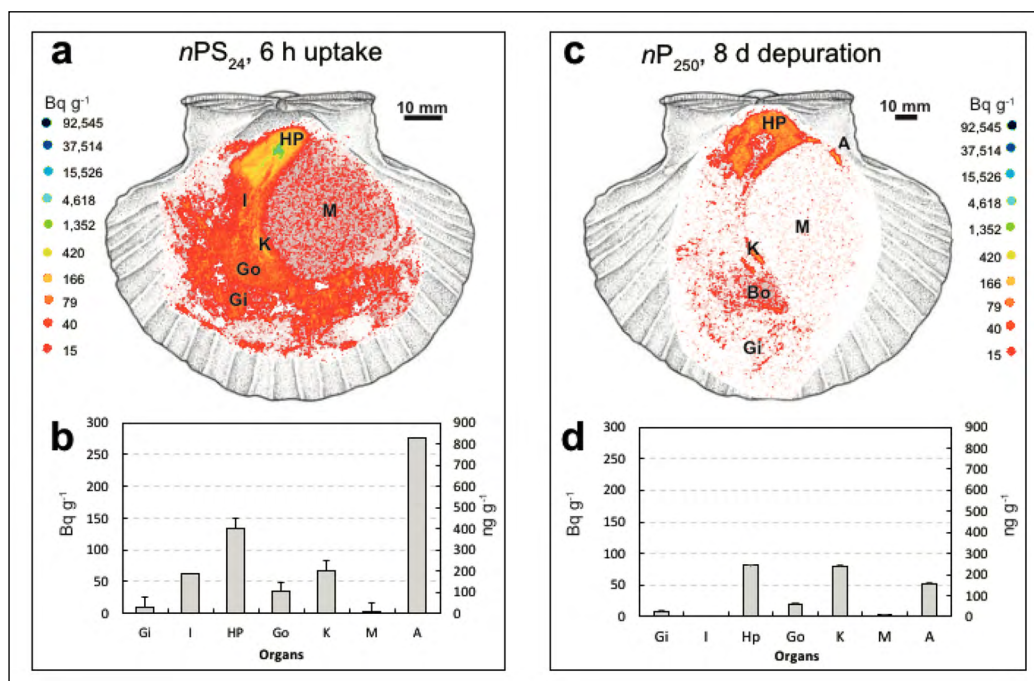 a
nPS24, 6 h uptake
Bq g-1
92,545
37,514
15,526
4,618
1,352
420
166
79
40
15
10 mm
HP
I
M
K
Go
Gi
b
300
250
200
150
100
50
0
Bq g-1
900
800
700
600
500
400
300
200
100
0
ng g-1
Gi I HP Go K M A
Organs
c
nP250, 8 d depuration
10 mm
Bq g-1
92,545
37,514
15,526
4,618
1,352
420
166
79
40
15
HP
A
M
K
Bo
Gi
d
300
250
200
150
100
50
0
Bq g-1
900
800
700
600
500
400
300
200
100
0
ng g-1
Gi I Hp Go K M A
Organs